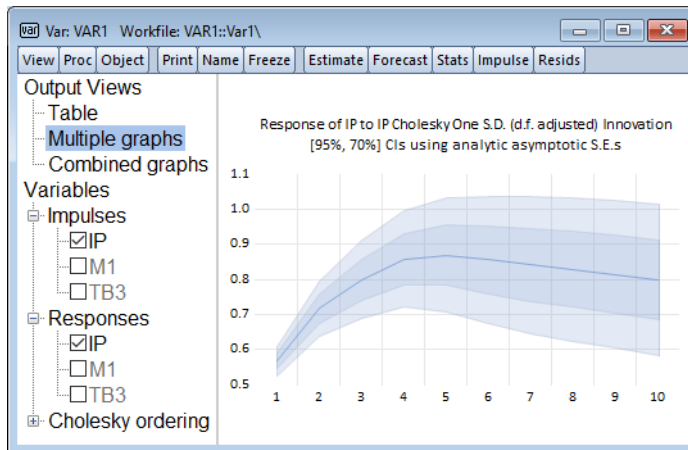 var Var: VAR1 Workfile: VAR1::Var1\
View Proc Object Print Name Freeze Estimate Forecast Stats Impulse Resids
Output Views
Table
Multiple graphs
Combined graphs
Variables
Impulses
IP
M1
TB3
Responses
IP
M1
TB3
Cholesky ordering
Response of IP to IP Cholesky One S.D. (d.f. adjusted) Innovation
[95%, 70%] CIs using analytic asymptotic S.E.s
1.1
1.0
0.9
0.8
0.7
0.6
0.5
1 2 3 4 5 6 7 8 9 10